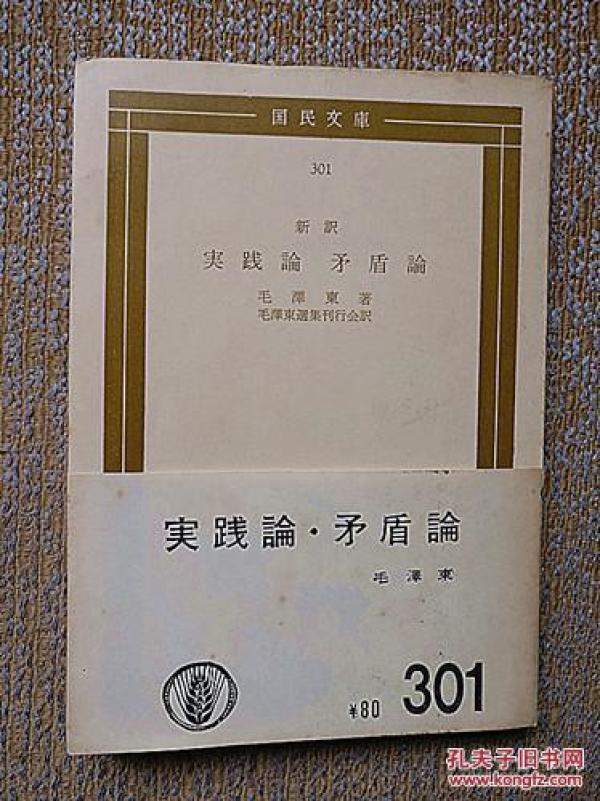 国民文庫
301
新訳
実践論 矛盾論
毛澤東著
毛澤東選集刊行会訳
実践論・矛盾論
毛澤東
¥80 301
孔夫子旧书网
www.kongfz.com